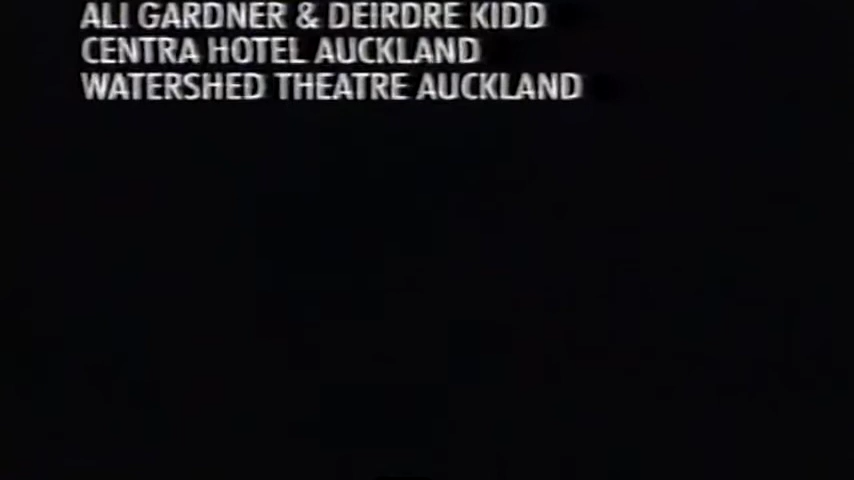 ALI GARDNER & DEIRDRE KIDD
CENTRA HOTEL AUCKLAND
WATERSHED THEATRE AUCKLAND